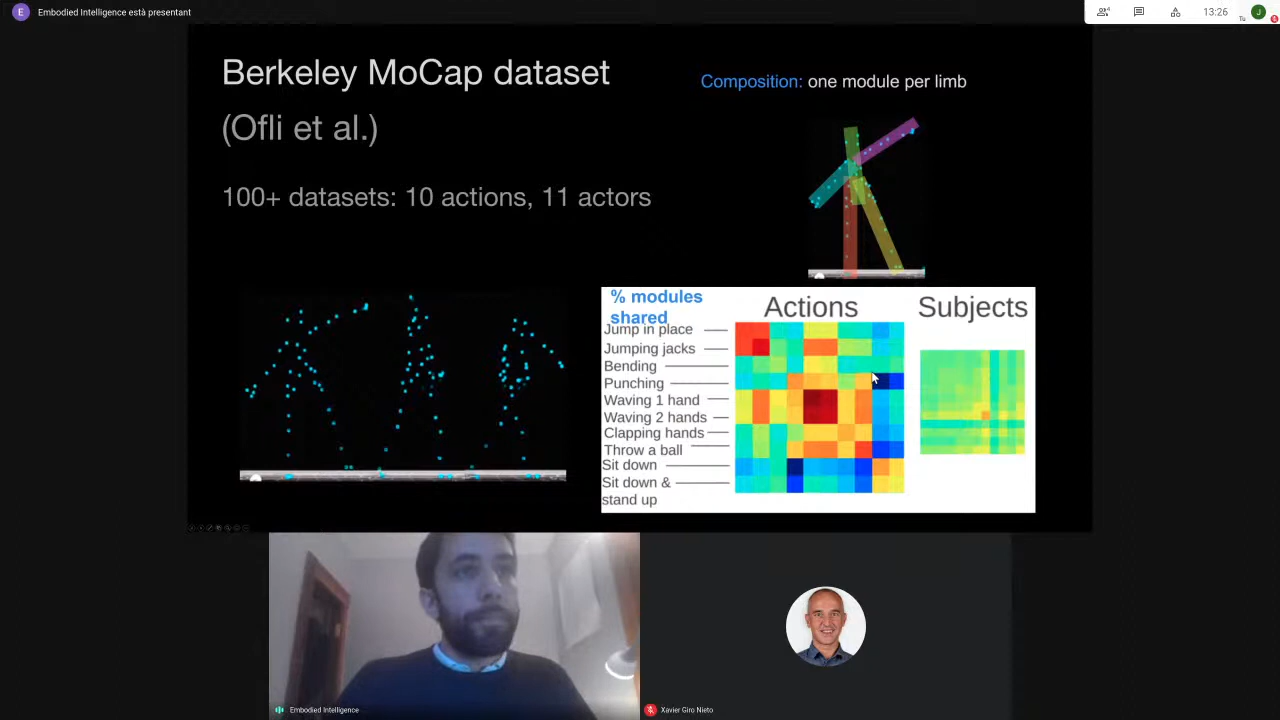 E Embodied Intelligence està presentant
4
13:26
Tu
J
Berkeley MoCap dataset
(Ofli et al.)
100+ datasets: 10 actions, 11 actors
Composition: one module per limb
% modules
shared
Actions
Subjects
Jump in place
Jumping jacks
Bending
Punching
Waving 1 hand
Waving 2 hands
Clapping hands
Throw a ball
Sit down
Sit down &
stand up
Embodied Intelligence
Xavier Giro Nieto